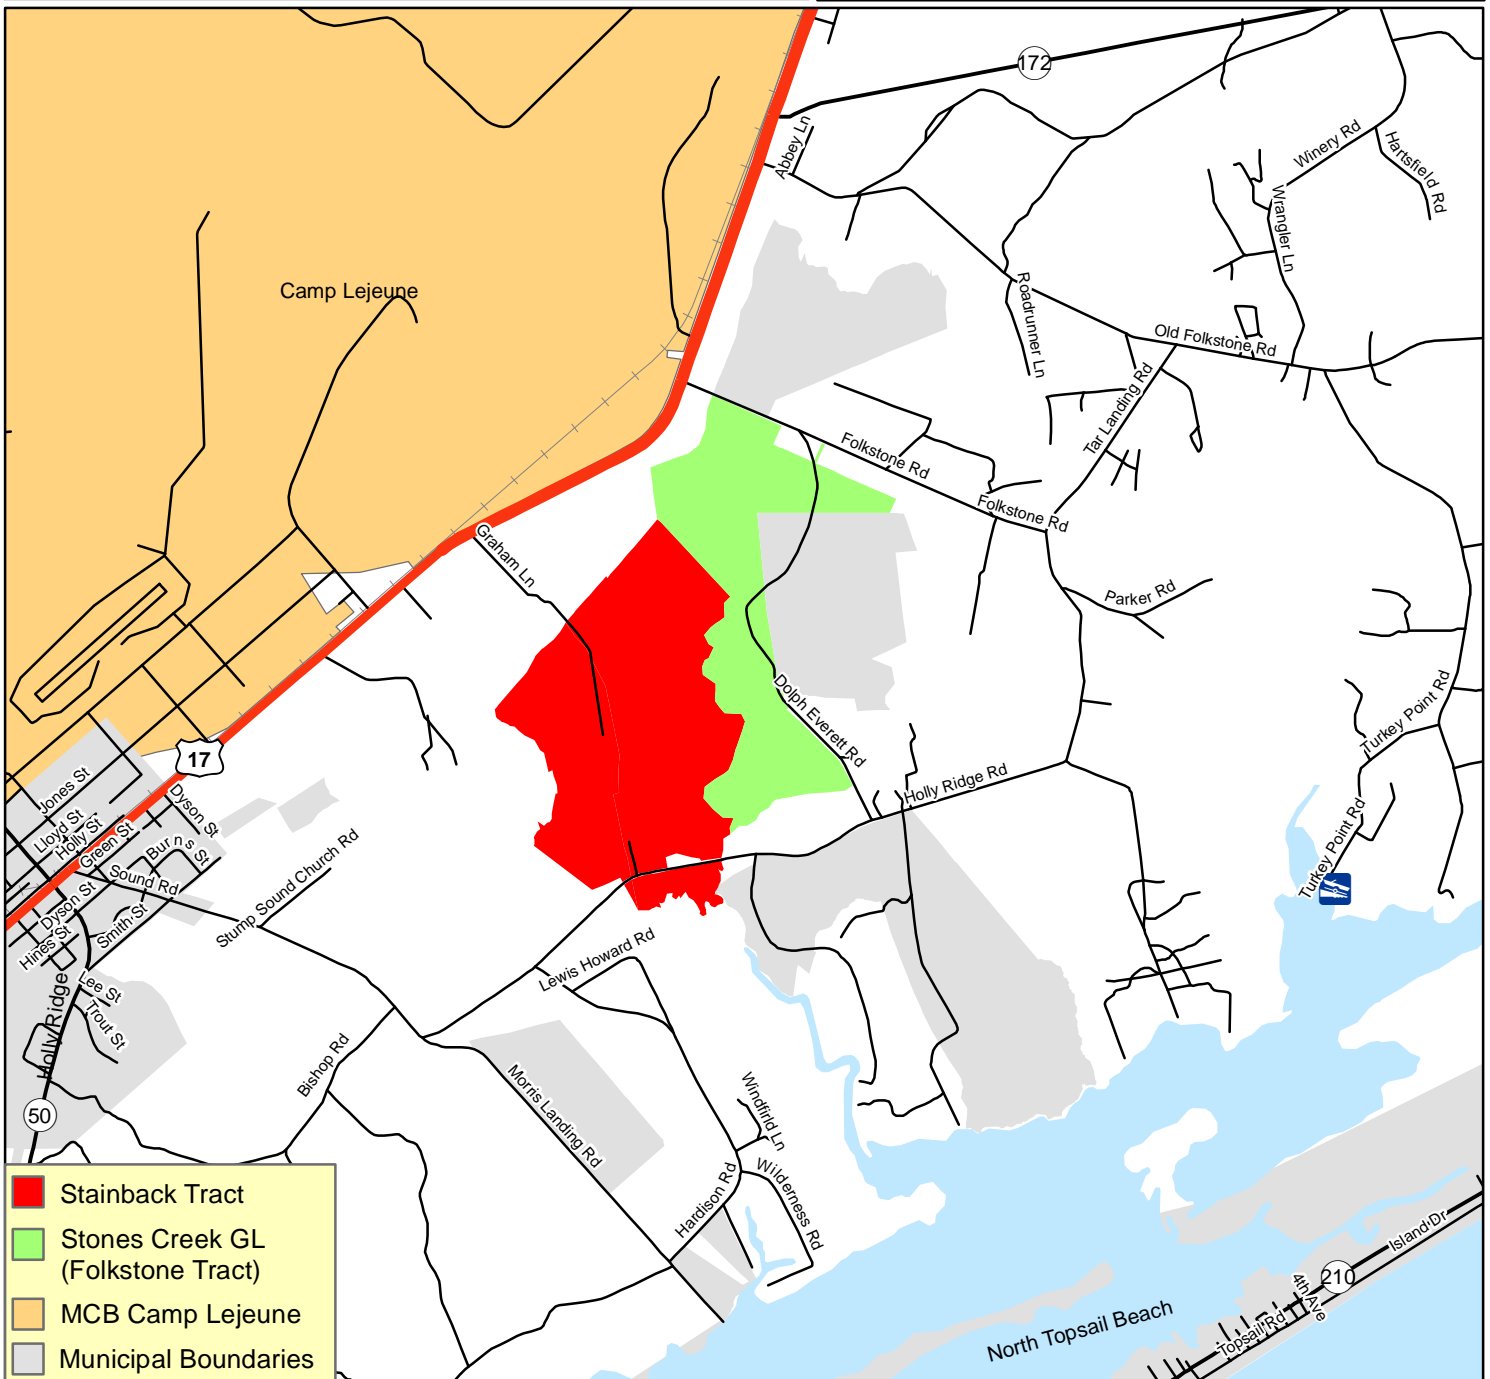 172
Abbey Ln
Winery Rd
Hartsfield Rd
Wrangler Ln
Camp Lejeune
Roadrunner Ln
Old Folkstone Rd
Tar Landing Rd
Folkstone Rd
Folkstone Rd
Graham Ln
Parker Rd
Dolph Everett Rd
Turkey Point Rd
17
Holly Ridge Rd
Jones St
Dyson St
Lloyd St
Holly St
Green St
Burns St
Turkey Point Rd
Sound Rd
Stump Sound Church Rd
Dyson St
Smith St
Hines St
Lewis Howard Rd
Lee St
Trout St
Holly Ridge
Bishop Rd
Morris Landing Rd
Windfird Ln
50
Wilderness Rd
Hardison Rd
Island Dr
210
4th Ave
Topsail Rd
North Topsail Beach
Stainback Tract
Stones Creek GL
(Folkstone Tract)
MCB Camp Lejeune
Municipal Boundaries